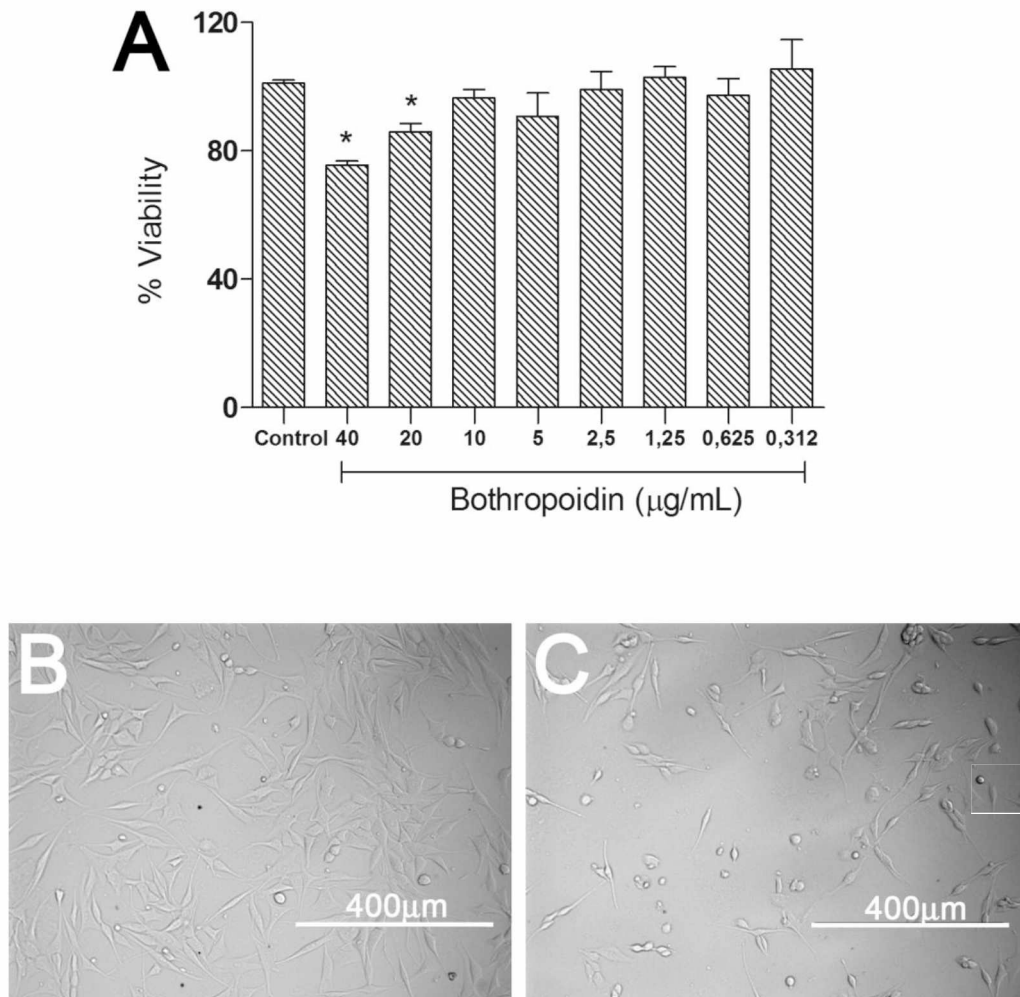 A
120
80
40
0
% Viability
* *
Control 40 20 10 5 2,5 1,25 0,625 0,312
Bothropoidin (μg/mL)
B
400μm
C
400μm